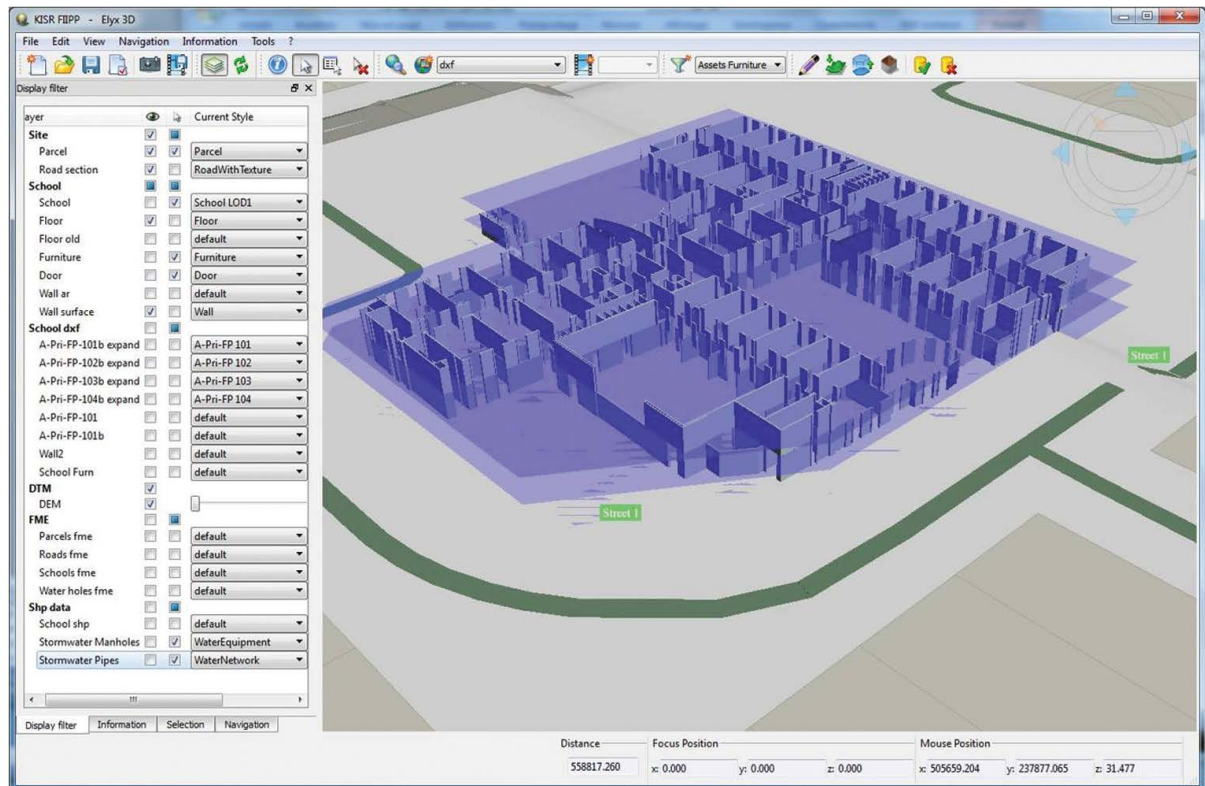 KISR FIIPP - Elyx 3D
File Edit View Navigation Information Tools ?
dxf Assets Furniture
Display filter
ayer Current Style
Site
Parcel Parcel
Road section RoadWithTexture
School
School School LOD1
Floor Floor
Floor old default
Furniture Furniture
Door Door
Wall ar default
Wall surface Wall
School dxf
A-Pri-FP-101b expand A-Pri-FP 101
A-Pri-FP-102b expand A-Pri-FP 102
A-Pri-FP-103b expand A-Pri-FP 103
A-Pri-FP-104b expand A-Pri-FP 104
A-Pri-FP-101 default
A-Pri-FP-101b default
Wall2 default
School Furn default
DTM
DEM
FME
Parcels fme default
Roads fme default
Schools fme default
Water holes fme default
Shp data
School shp default
Stormwater Manholes WaterEquipment
Stormwater Pipes WaterNetwork
Display filter Information Selection Navigation
Street 1
Street 1
Distance Focus Position Mouse Position
558817.260 x: 0.000 y: 0.000 z: 0.000 x: 505659.204 y: 237877.065 z: 31.477